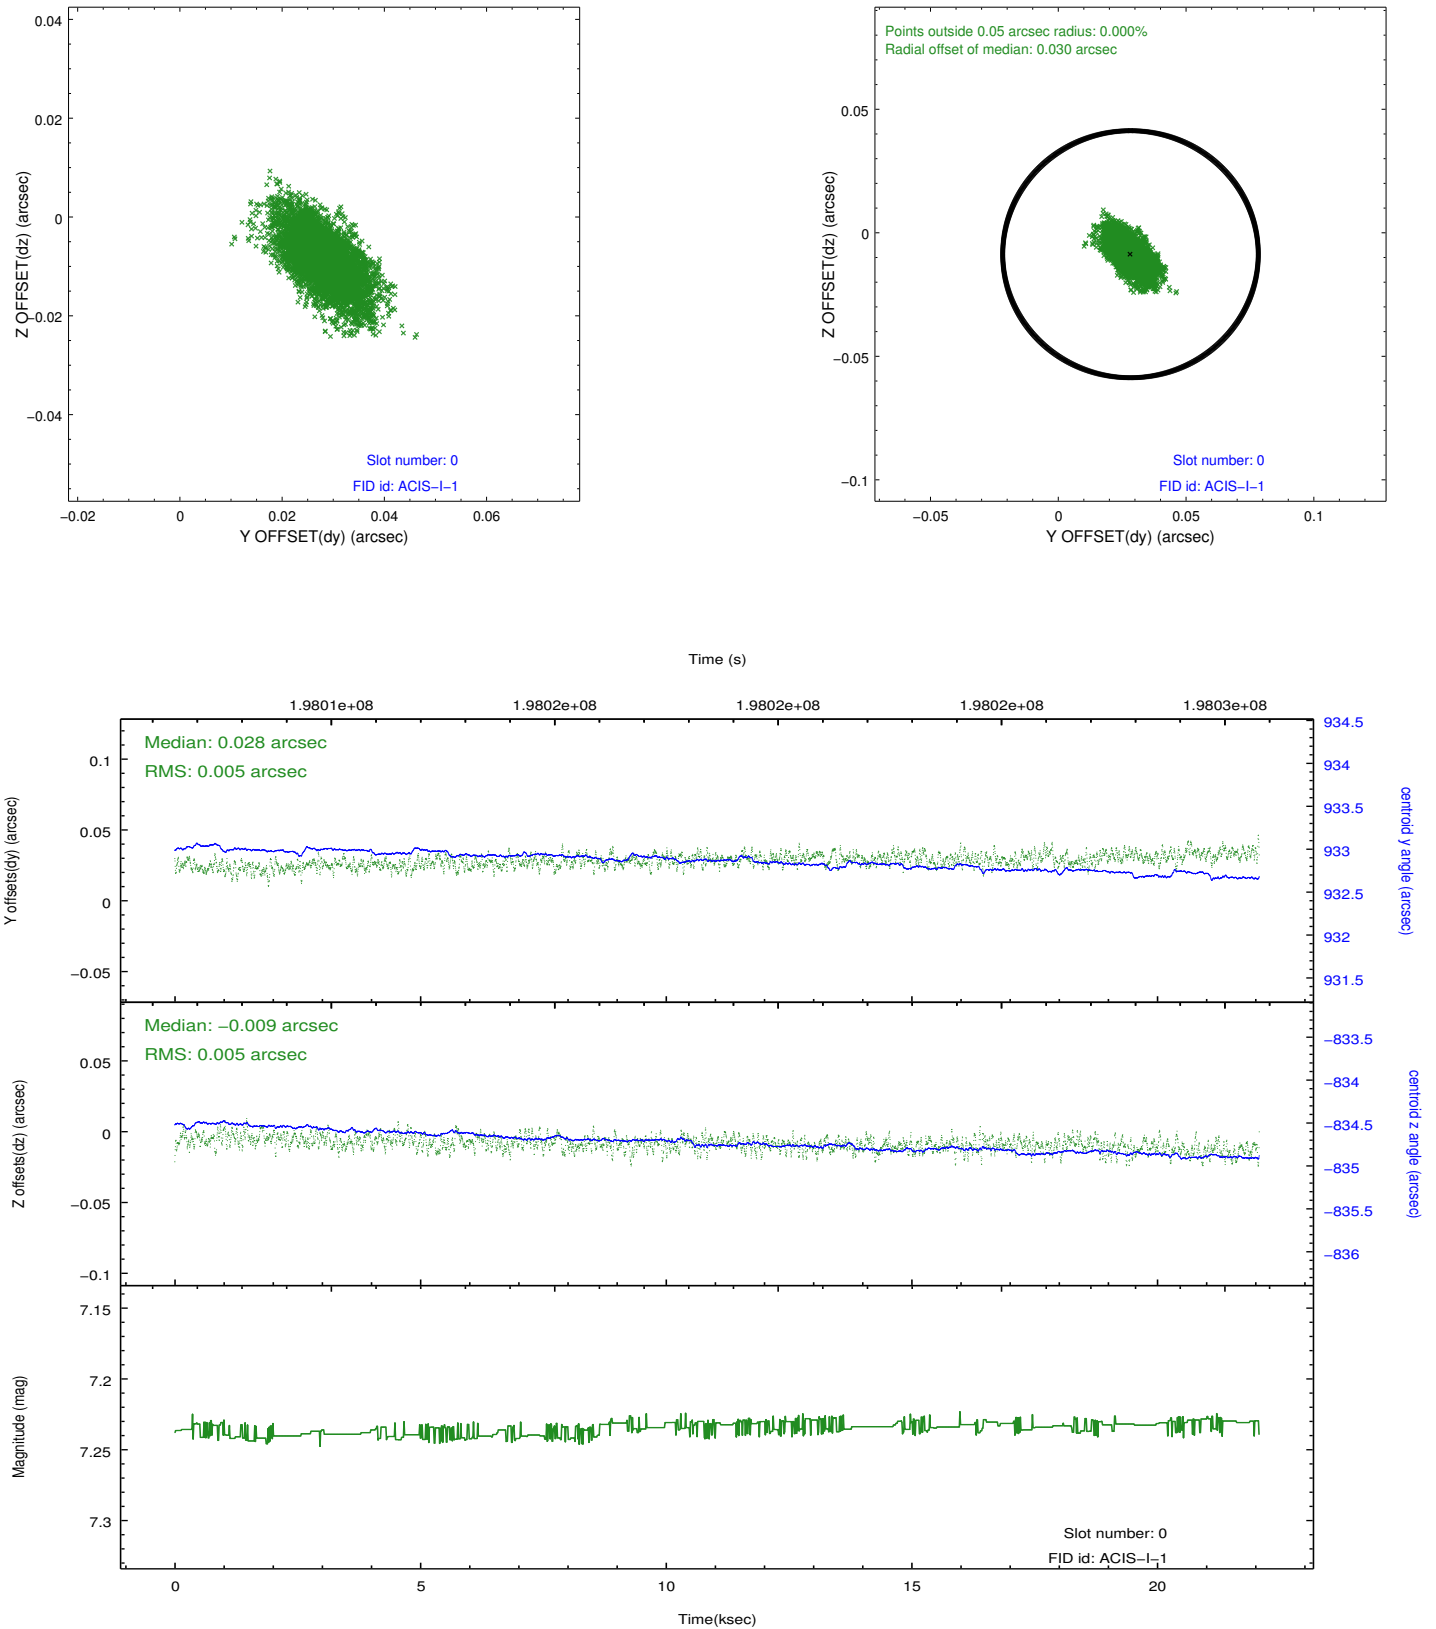 0.04
0.02
0
−0.02
−0.04
Z OFFSET(dz) (arcsec)
Slot number: 0
FID id: ACIS−I−1
−0.02 0 0.02 0.04 0.06
Y OFFSET(dy) (arcsec)
Points outside 0.05 arcsec radius: 0.000%
Radial offset of median: 0.030 arcsec
0.05
0
−0.05
−0.1
Z OFFSET(dz) (arcsec)
Slot number: 0
FID id: ACIS−I−1
−0.05 0 0.05 0.1
Y OFFSET(dy) (arcsec)
Time (s)
1.9801e+08 1.9802e+08 1.9802e+08 1.9802e+08 1.9803e+08
Median: 0.028 arcsec
RMS: 0.005 arcsec
0.1
0.05
0
−0.05
Y offsets(dy) (arcsec)
934.5
934
933.5
933
932.5
932
931.5
centroid y angle (arcsec)
Median: −0.009 arcsec
RMS: 0.005 arcsec
0.05
0
−0.05
−0.1
Z offsets(dz) (arcsec)
−833.5
−834
−834.5
−835
−835.5
−836
centroid z angle (arcsec)
7.15
7.2
7.25
7.3
Magnitude (mag)
Slot number: 0
FID id: ACIS−I−1
0 5 10 15 20
Time(ksec)